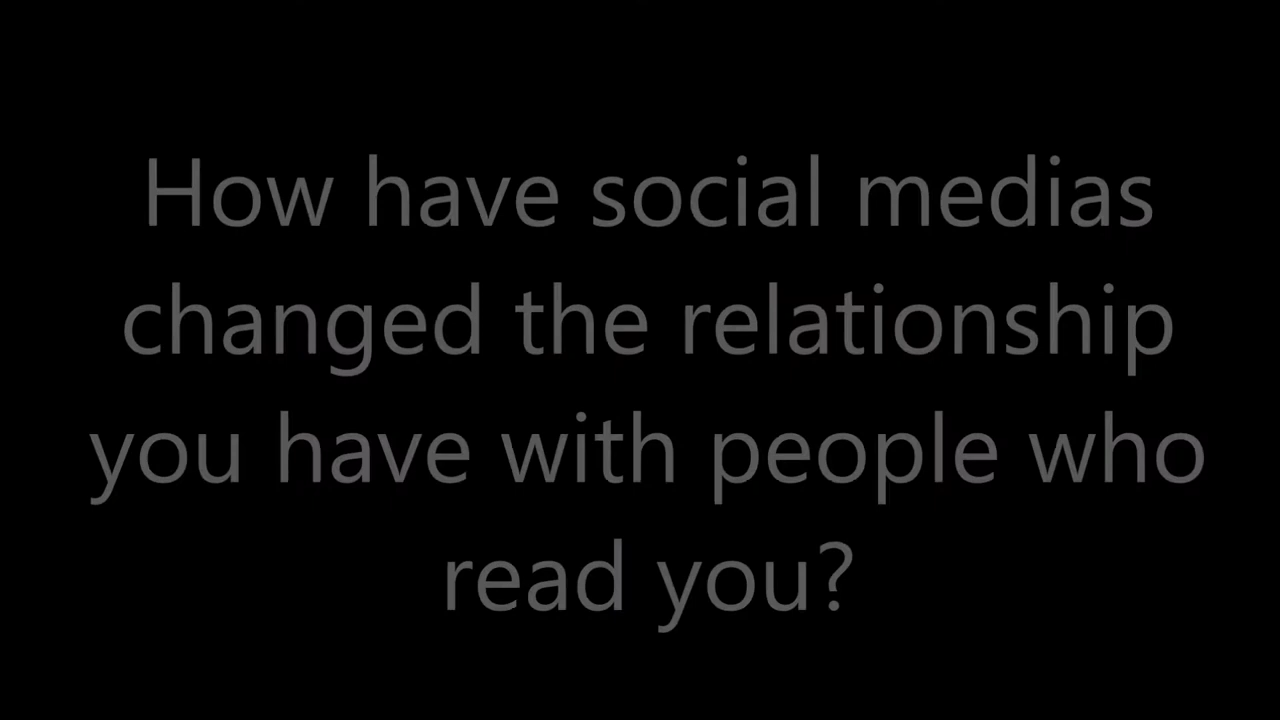 How have social medias
changed the relationship
you have with people who
read you?